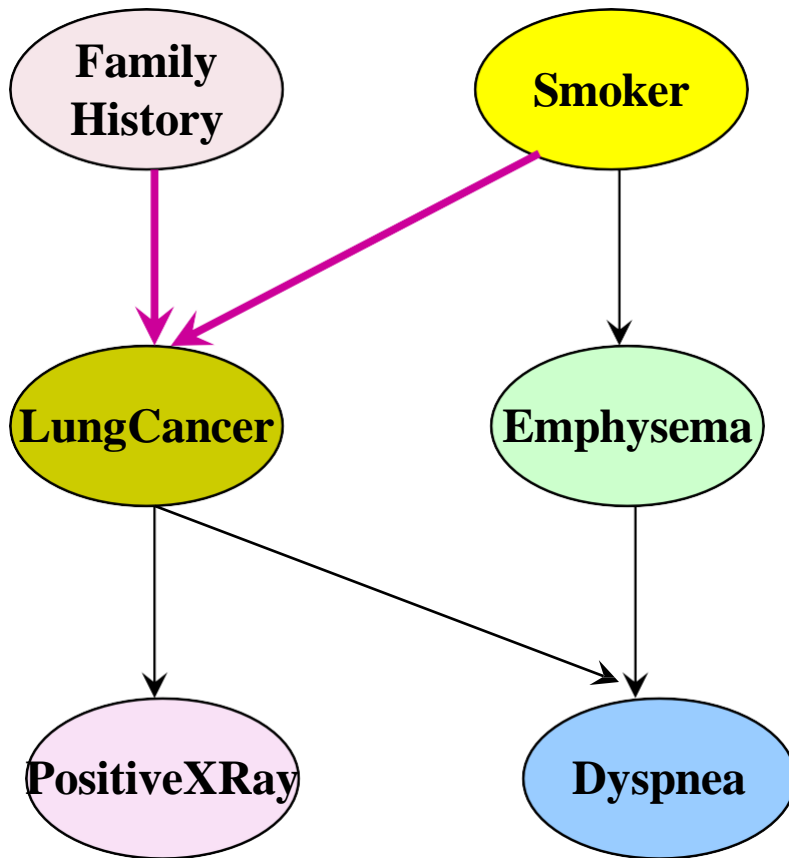 Family
History
Smoker
LungCancer
Emphysema
PositiveXRay
Dyspnea